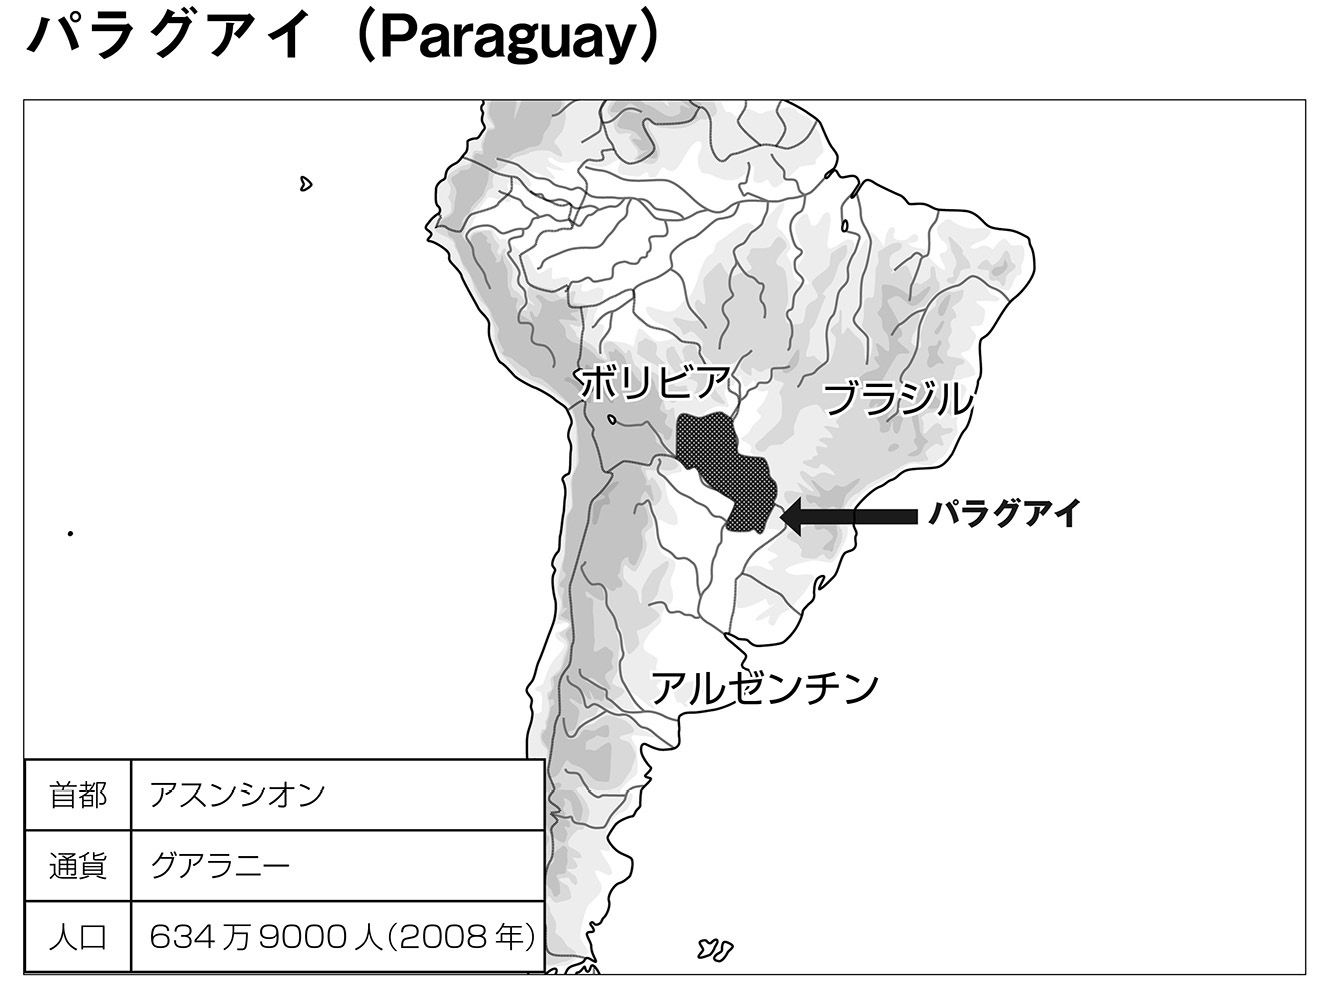 パラグアイ（Paraguay）
ボリビア
ブラジル
パラグアイ
アルゼンチン
首都 アスンシオン
通貨 グアラニー
人口 634万9000人（2008年）